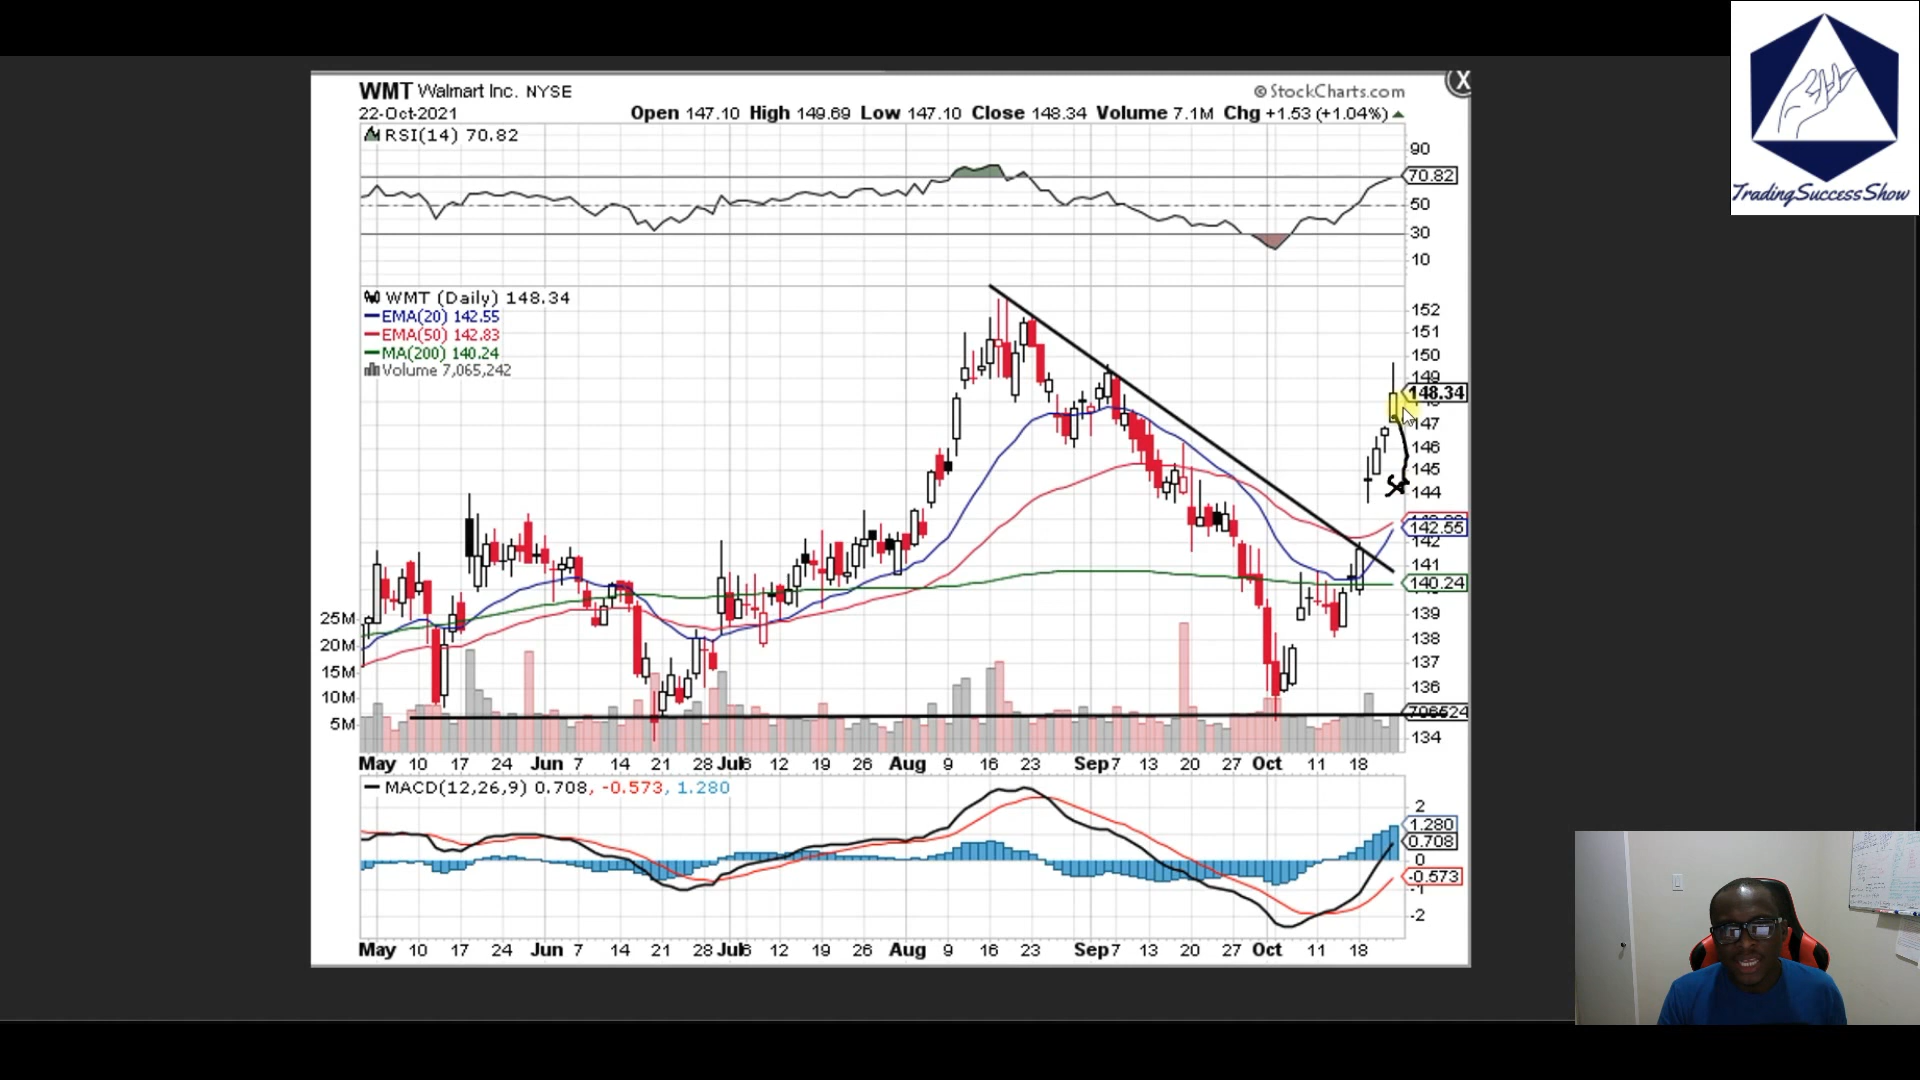 TradingSuccessShow
WMT Walmart Inc. NYSE
© StockCharts.com
22-Oct-2021
Open 147.10 High 149.69 Low 147.10 Close 148.34 Volume 7.1M Chg +1.53 (+1.04%)
RSI(14) 70.82
90
70.82
50
30
10
WMT (Daily) 148.34
EMA(20) 142.55
EMA(50) 142.83
MA(200) 140.24
Volume 7,065,242
152
151
150
149
148.34
147
146
145
144
142.55
142
141
140.24
139
138
137
136
134
25M
20M
15M
10M
5M
May 10 17 24 Jun 7 14 21 28 Jul 6 12 19 26 Aug 9 16 23 Sep 7 13 20 27 Oct 11 18
MACD(12,26,9) 0.708, -0.573, 1.280
2
1.280
0.708
0
-0.573
-1
-2
May 10 17 24 Jun 7 14 21 28 Jul 6 12 19 26 Aug 9 16 23 Sep 7 13 20 27 Oct 11 18